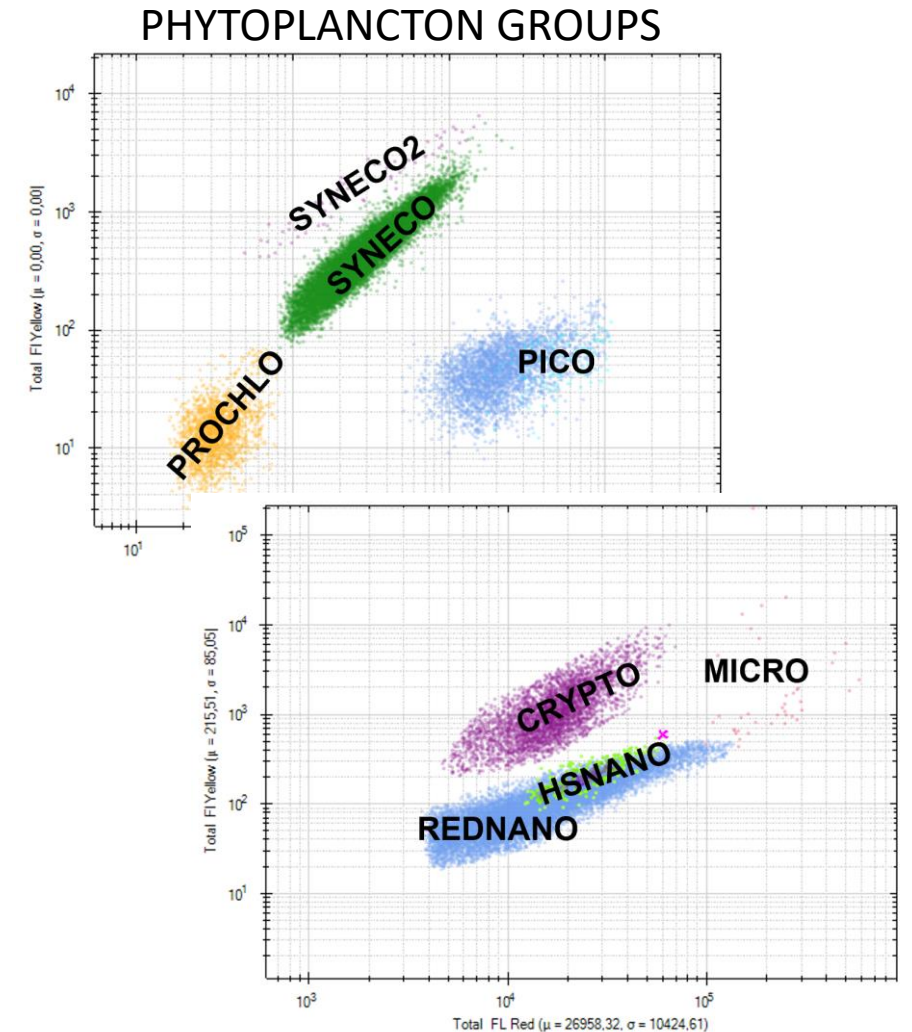 PHYTOPLANCTON GROUPS
10⁴
10³
10²
10¹
Total FlYellow [µ = 0,00, σ = 0,00]
SYNECO2
SYNECO
PICO
PROCHLO
10¹
10⁵
10⁴
10³
10²
10¹
Total FlYellow [µ = 215,51, σ = 85,05]
CRYPTO
MICRO
HSNANO
REDNANO
10³
10⁴
10⁵
Total FL Red (µ = 26958,32, σ = 10424,61)